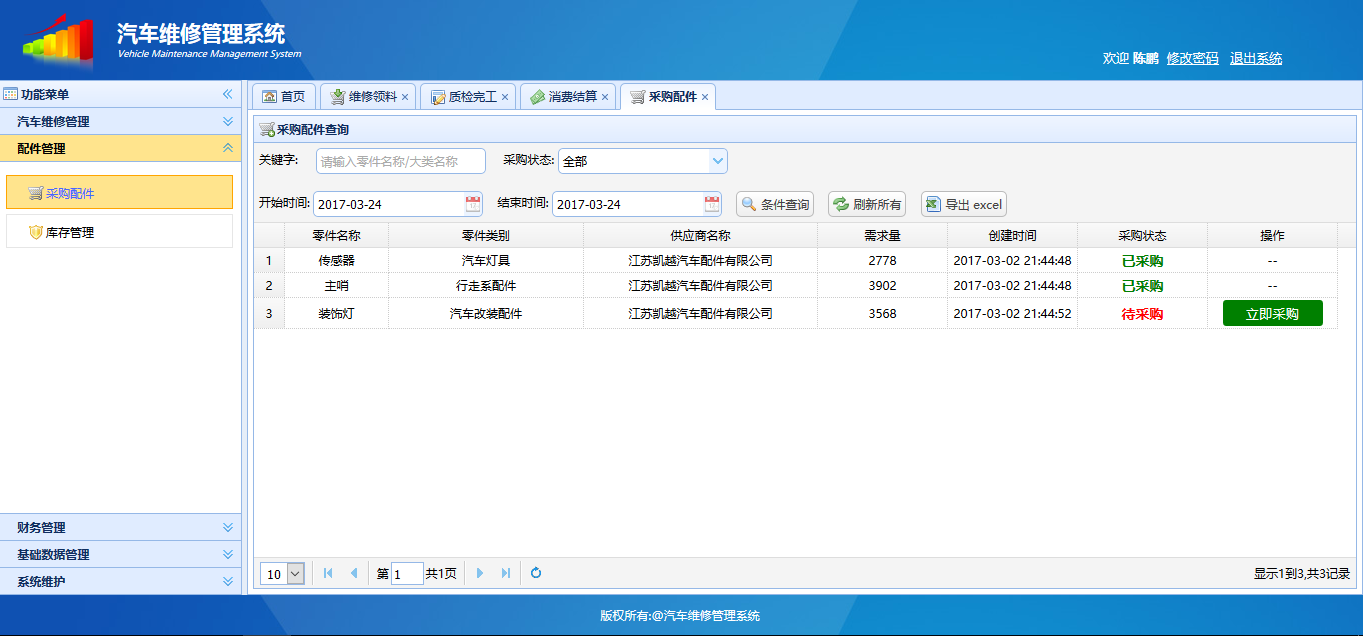 汽车维修管理系统
Vehicle Maintenance Management System
欢迎 陈鹏 修改密码 退出系统
功能菜单
汽车维修管理
配件管理
采购配件
库存管理
财务管理
基础数据管理
系统维护
首页 维修领料 质检完工 消费结算 采购配件
采购配件查询
关键字: 请输入零件名称/大类名称 采购状态: 全部
开始时间: 2017-03-24 结束时间: 2017-03-24 条件查询 刷新所有 导出 excel
零件名称 零件类别 供应商名称 需求量 创建时间 采购状态 操作
1 传感器 汽车灯具 江苏凯越汽车配件有限公司 2778 2017-03-02 21:44:48 已采购 --
2 主哨 行走系配件 江苏凯越汽车配件有限公司 3902 2017-03-02 21:44:48 已采购 --
3 装饰灯 汽车改装配件 江苏凯越汽车配件有限公司 3568 2017-03-02 21:44:52 待采购 立即采购
10 第 1 共1页 显示1到3,共3记录
版权所有:@汽车维修管理系统